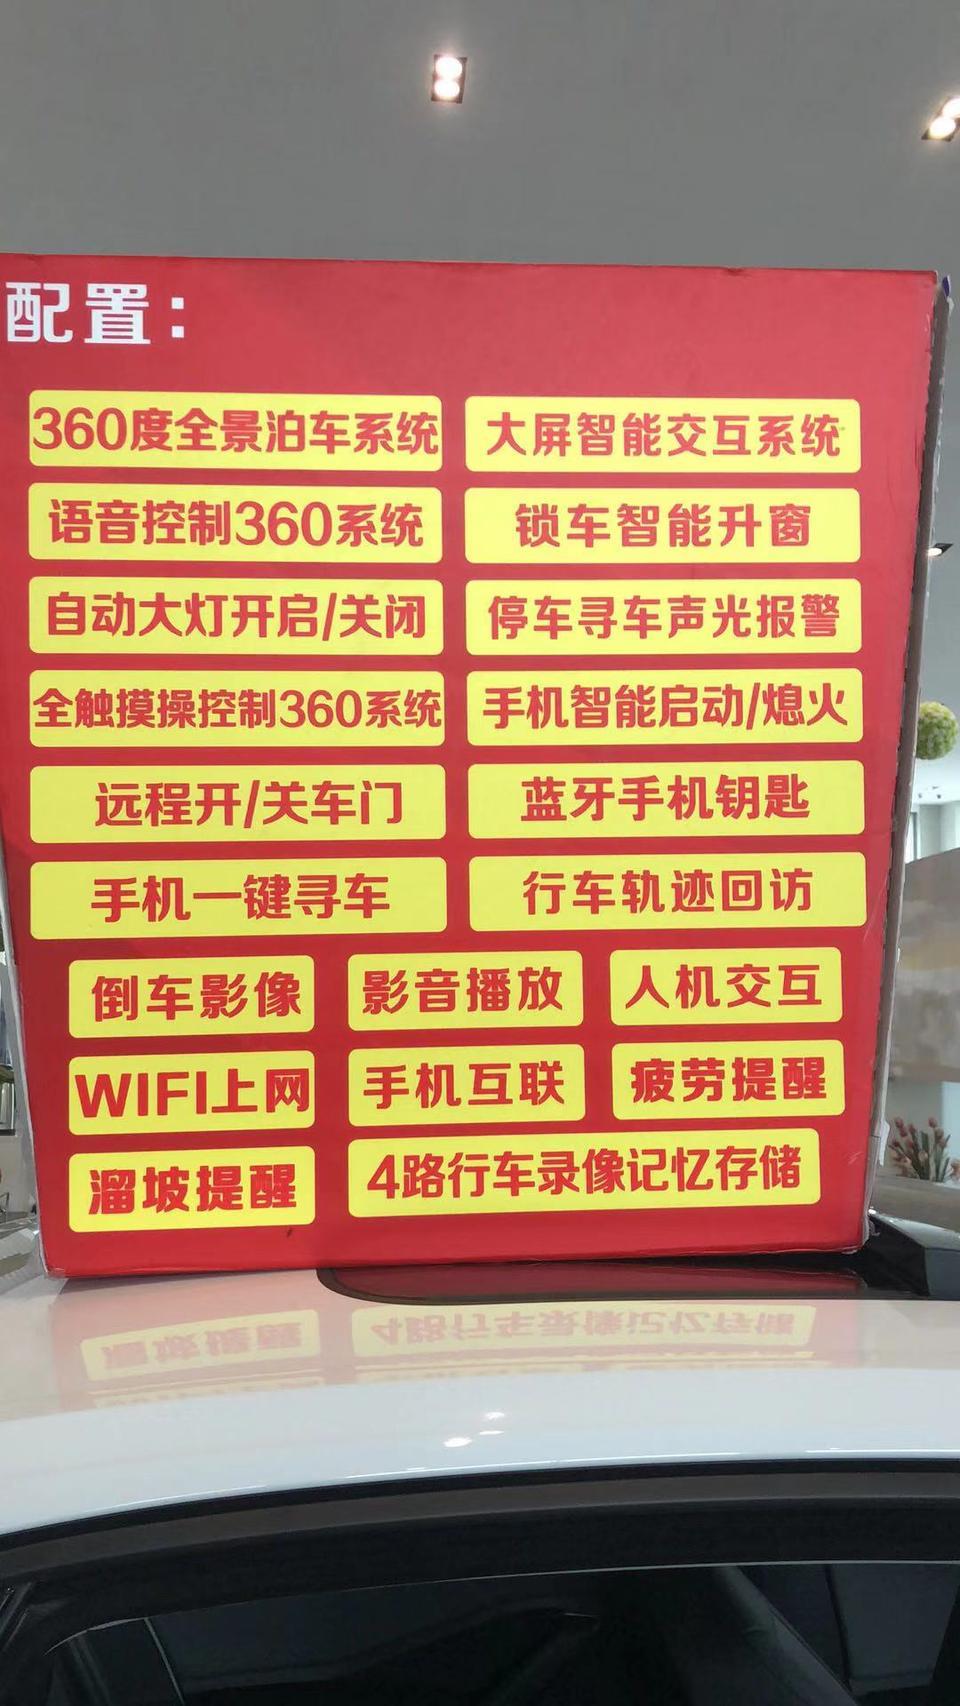 配置：
360度全景泊车系统 大屏智能交互系统
语音控制360系统 锁车智能升窗
自动大灯开启/关闭 停车寻车声光报警
全触摸操控制360系统 手机智能启动/熄火
远程开/关车门 蓝牙手机钥匙
手机一键寻车 行车轨迹回访
倒车影像 影音播放 人机交互
WIFI上网 手机互联 疲劳提醒
溜坡提醒 4路行车录像记忆存储